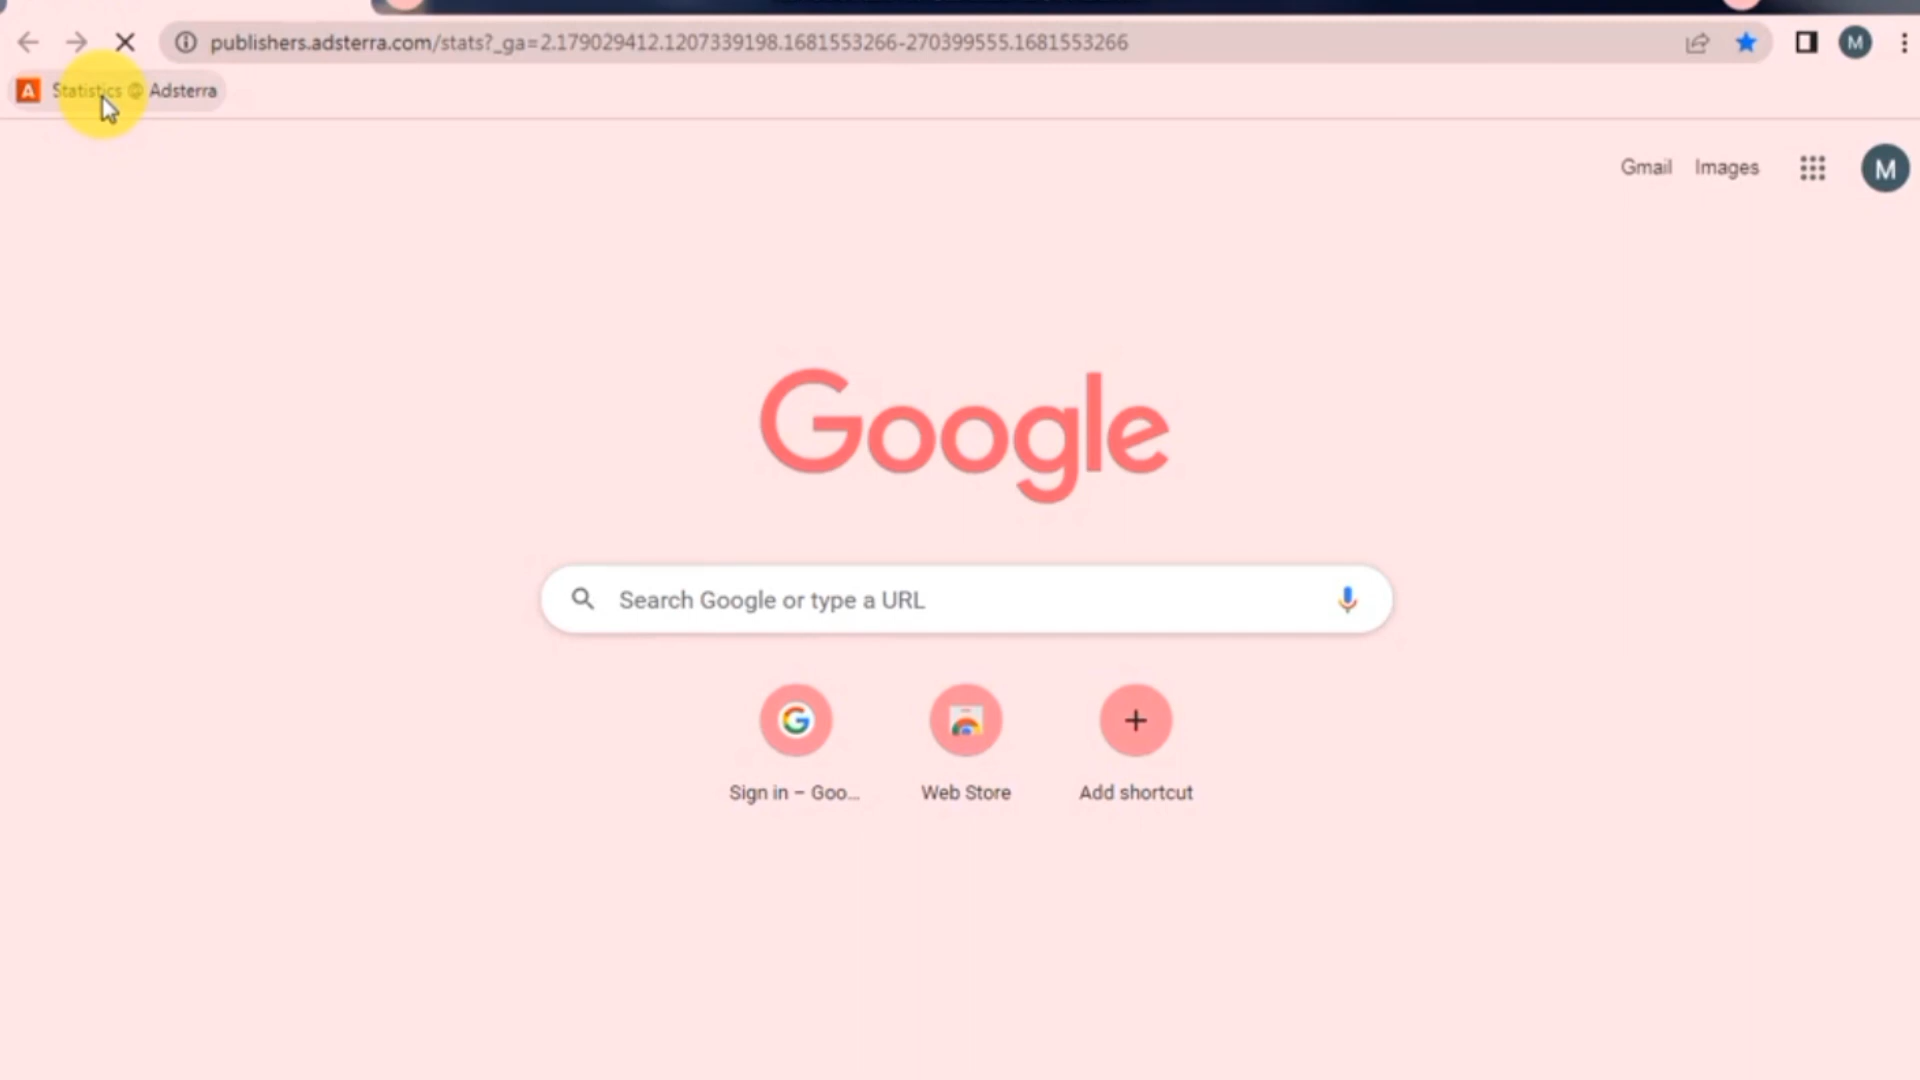 publishers.adsterra.com/stats?_ga=2.179029412.1207339198.1681553266-270399555.1681553266
M
A Statistics @ Adsterra
Gmail Images M
Google
Search Google or type a URL
G
Sign in – Goo... Web Store Add shortcut